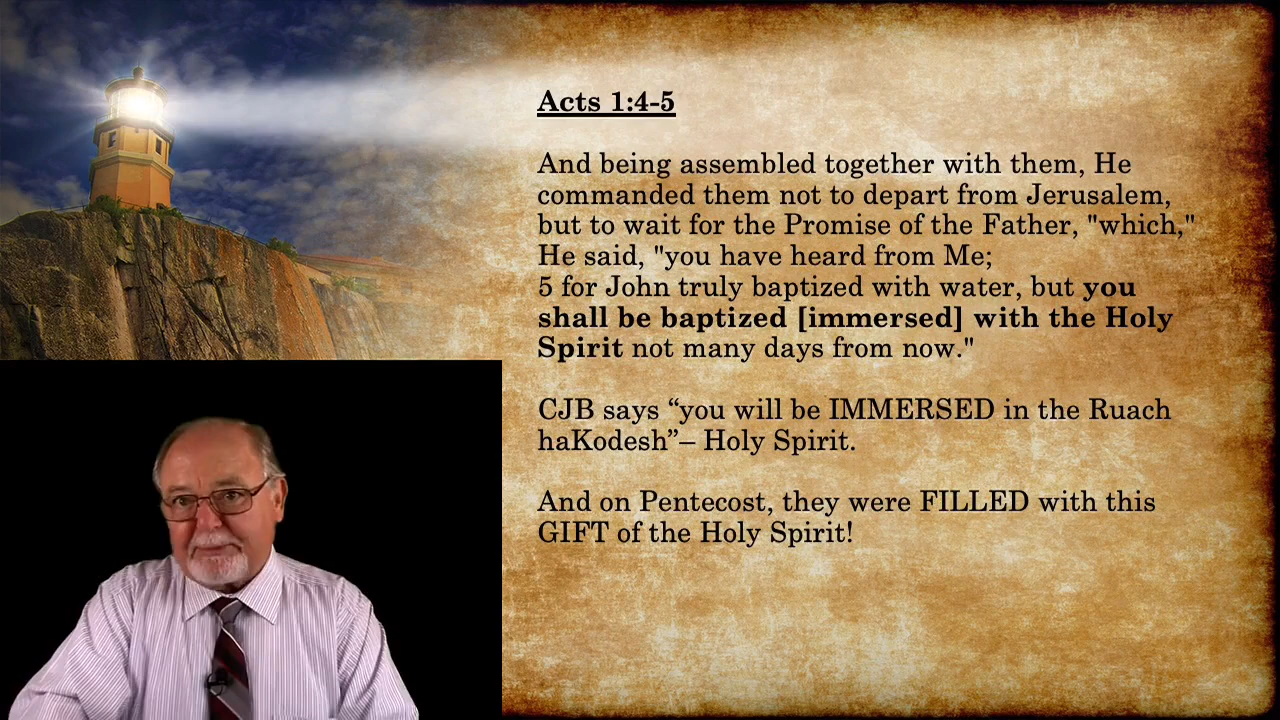 Acts 1:4-5
And being assembled together with them, He
commanded them not to depart from Jerusalem,
but to wait for the Promise of the Father, "which,"
He said, "you have heard from Me;
5 for John truly baptized with water, but you
shall be baptized [immersed] with the Holy
Spirit not many days from now."
CJB says “you will be IMMERSED in the Ruach
haKodesh”– Holy Spirit.
And on Pentecost, they were FILLED with this
GIFT of the Holy Spirit!